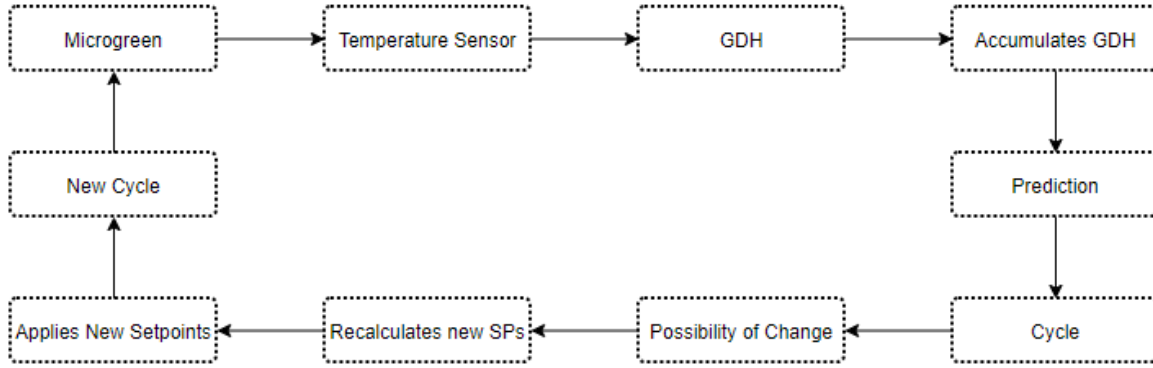 Microgreen
Temperature Sensor
GDH
Accumulates GDH
New Cycle
Prediction
Applies New Setpoints
Recalculates new SPs
Possibility of Change
Cycle